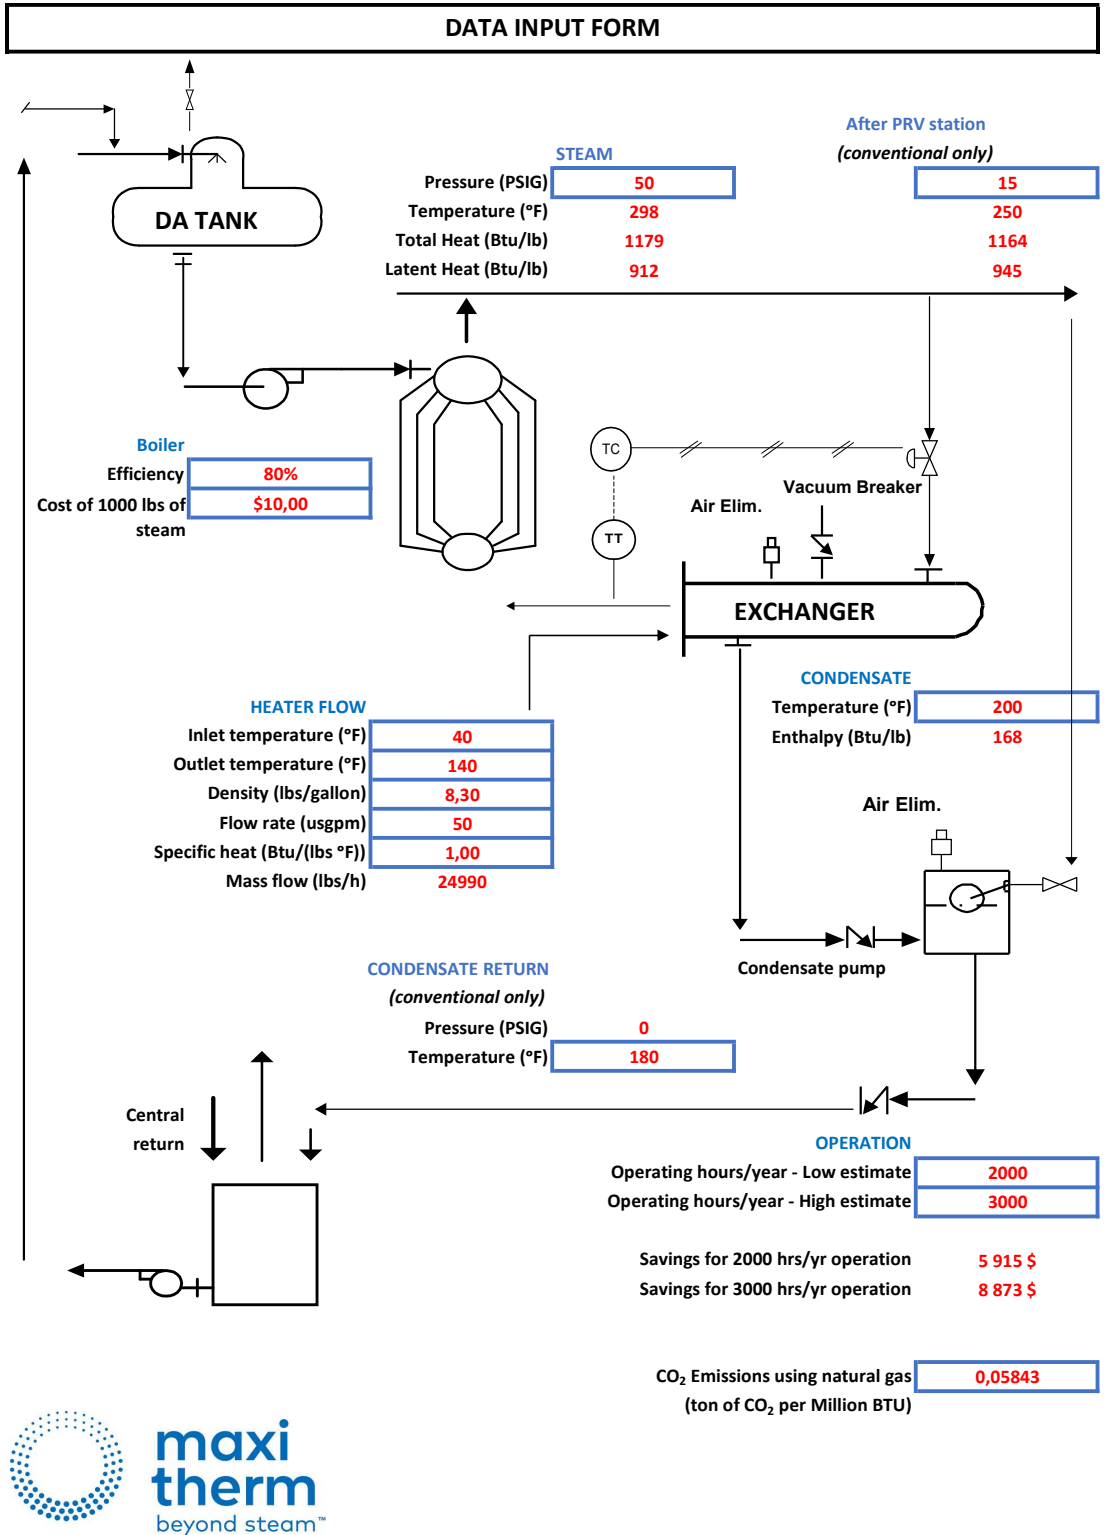 DATA INPUT FORM
After PRV station
STEAM (conventional only)
Pressure (PSIG) 50 15
DA TANK Temperature (°F) 298 250
Total Heat (Btu/lb) 1179 1164
Latent Heat (Btu/lb) 912 945
Boiler
TC
Efficiency 80%
Vacuum Breaker
Cost of 1000 lbs of $10,00
steam
Air Elim.
TT
EXCHANGER
CONDENSATE
HEATER FLOW Temperature (°F) 200
Inlet temperature (°F) 40 Enthalpy (Btu/lb) 168
Outlet temperature (°F) 140
Density (lbs/gallon) 8,30
Air Elim.
Flow rate (usgpm) 50
Specific heat (Btu/(lbs °F)) 1,00
Mass flow (lbs/h) 24990
CONDENSATE RETURN Condensate pump
(conventional only)
Pressure (PSIG) 0
Temperature (°F) 180
Central
return
OPERATION
Operating hours/year - Low estimate 2000
Operating hours/year - High estimate 3000
Savings for 2000 hrs/yr operation 5 915 $
Savings for 3000 hrs/yr operation 8 873 $
CO₂ Emissions using natural gas 0,05843
(ton of CO₂ per Million BTU)
maxi
therm
beyond steam™